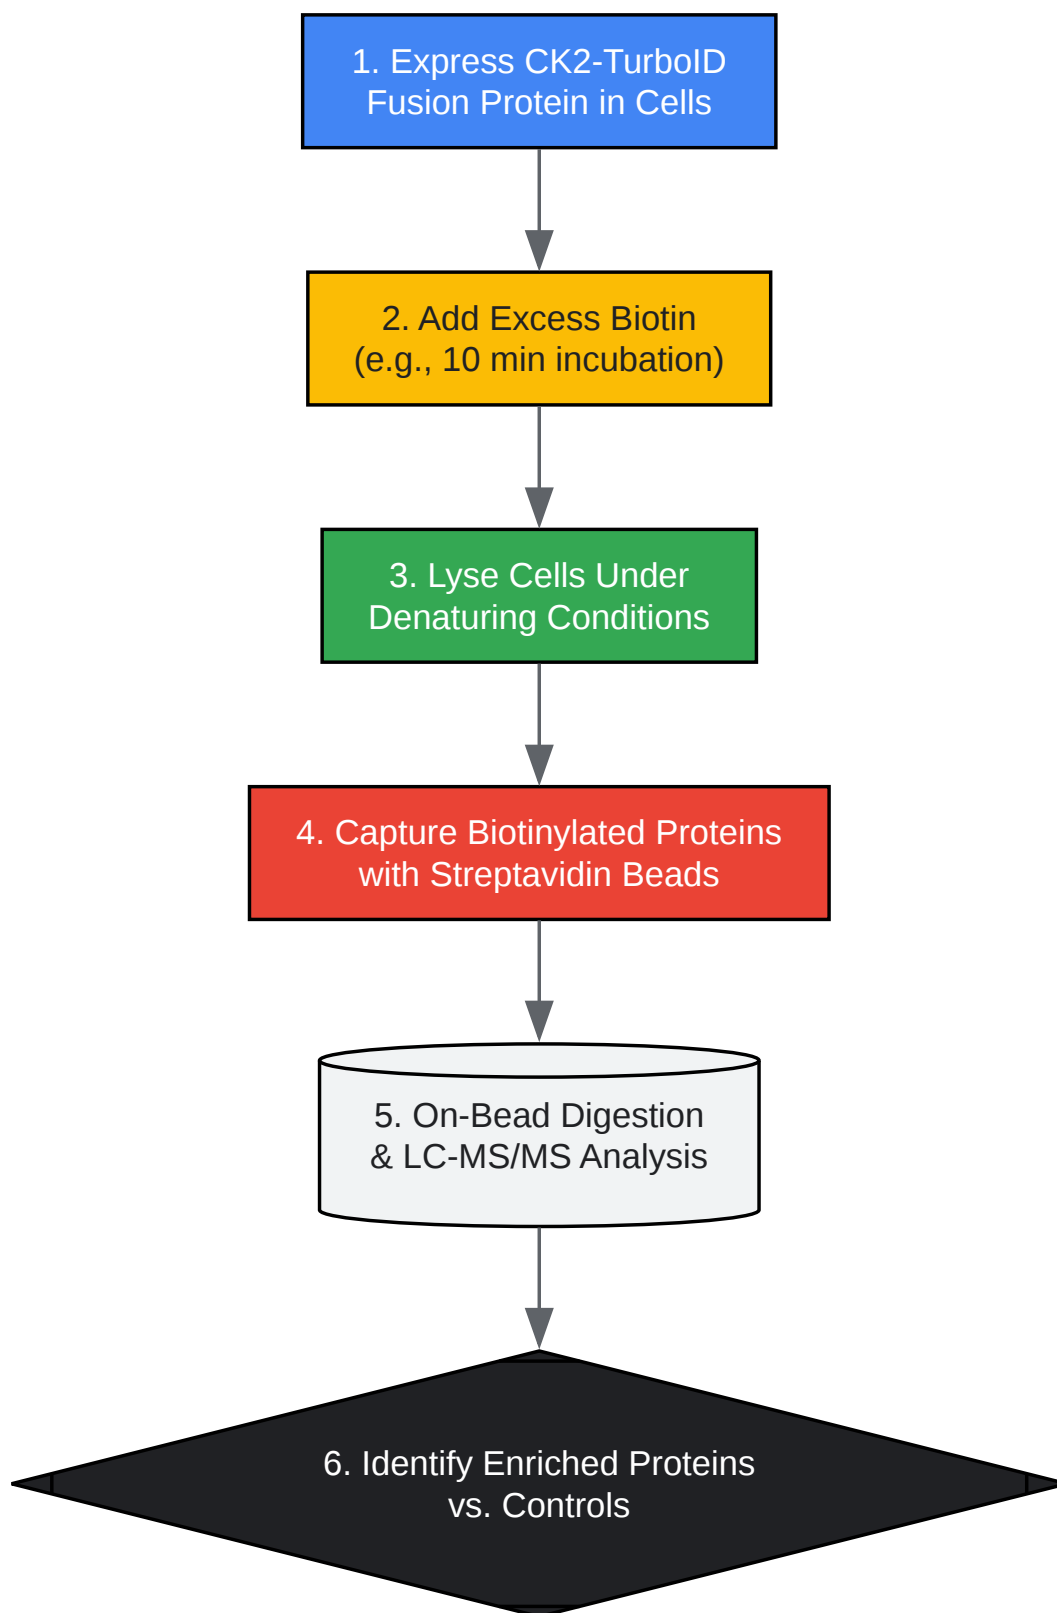 1. Express CK2-TurboID
Fusion Protein in Cells
2. Add Excess Biotin
(e.g., 10 min incubation)
3. Lyse Cells Under
Denaturing Conditions
4. Capture Biotinylated Proteins
with Streptavidin Beads
5. On-Bead Digestion
& LC-MS/MS Analysis
6. Identify Enriched Proteins
vs. Controls